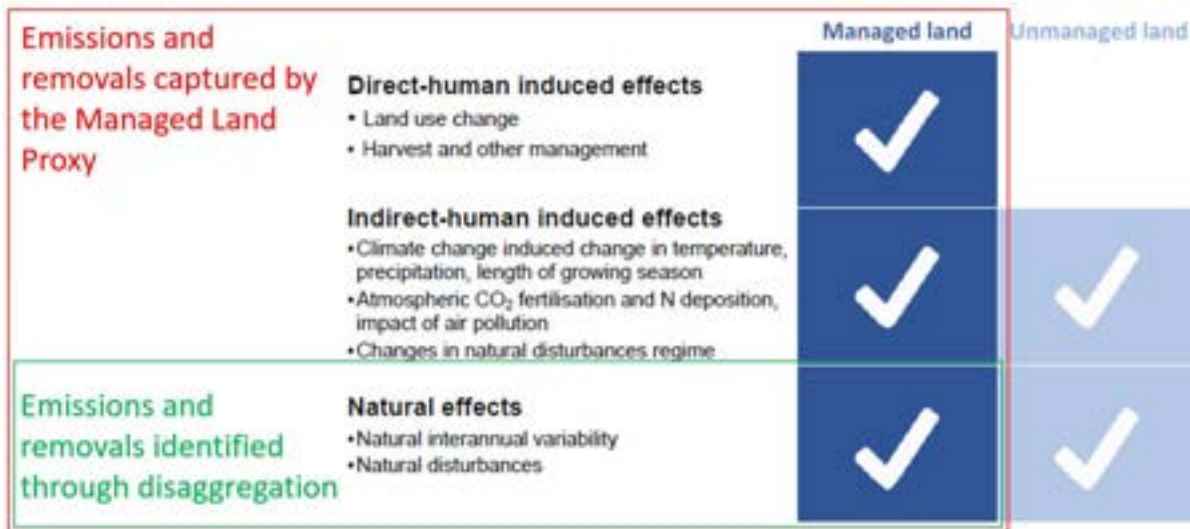 Managed land
Unmanaged land
Emissions and
removals captured by
the Managed Land
Proxy
Direct-human induced effects
• Land use change
• Harvest and other management
Indirect-human induced effects
•Climate change induced change in temperature,
precipitation, length of growing season
•Atmospheric CO₂ fertilisation and N deposition,
impact of air pollution
•Changes in natural disturbances regime
Emissions and
removals identified
through disaggregation
Natural effects
•Natural interannual variability
•Natural disturbances